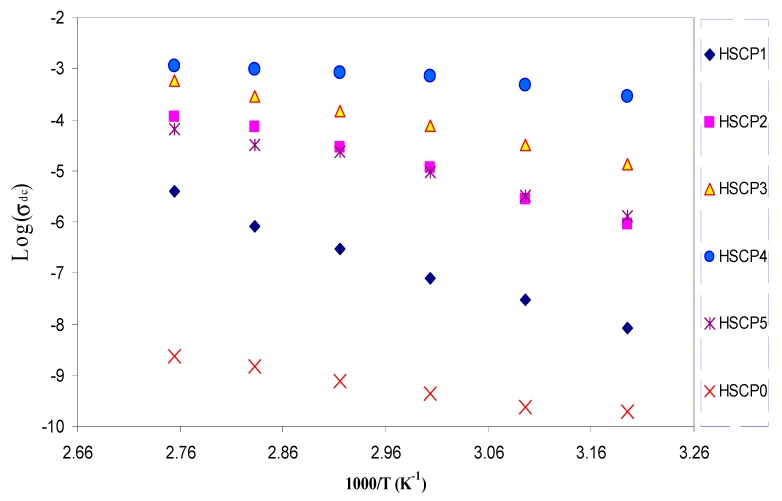 -2
-3
-4
-5
-6
-7
-8
-9
-10
Log(σdc)
2.66 2.76 2.86 2.96 3.06 3.16 3.26
1000/T (K-1)
HSCP1
HSCP2
HSCP3
HSCP4
HSCP5
HSCP0